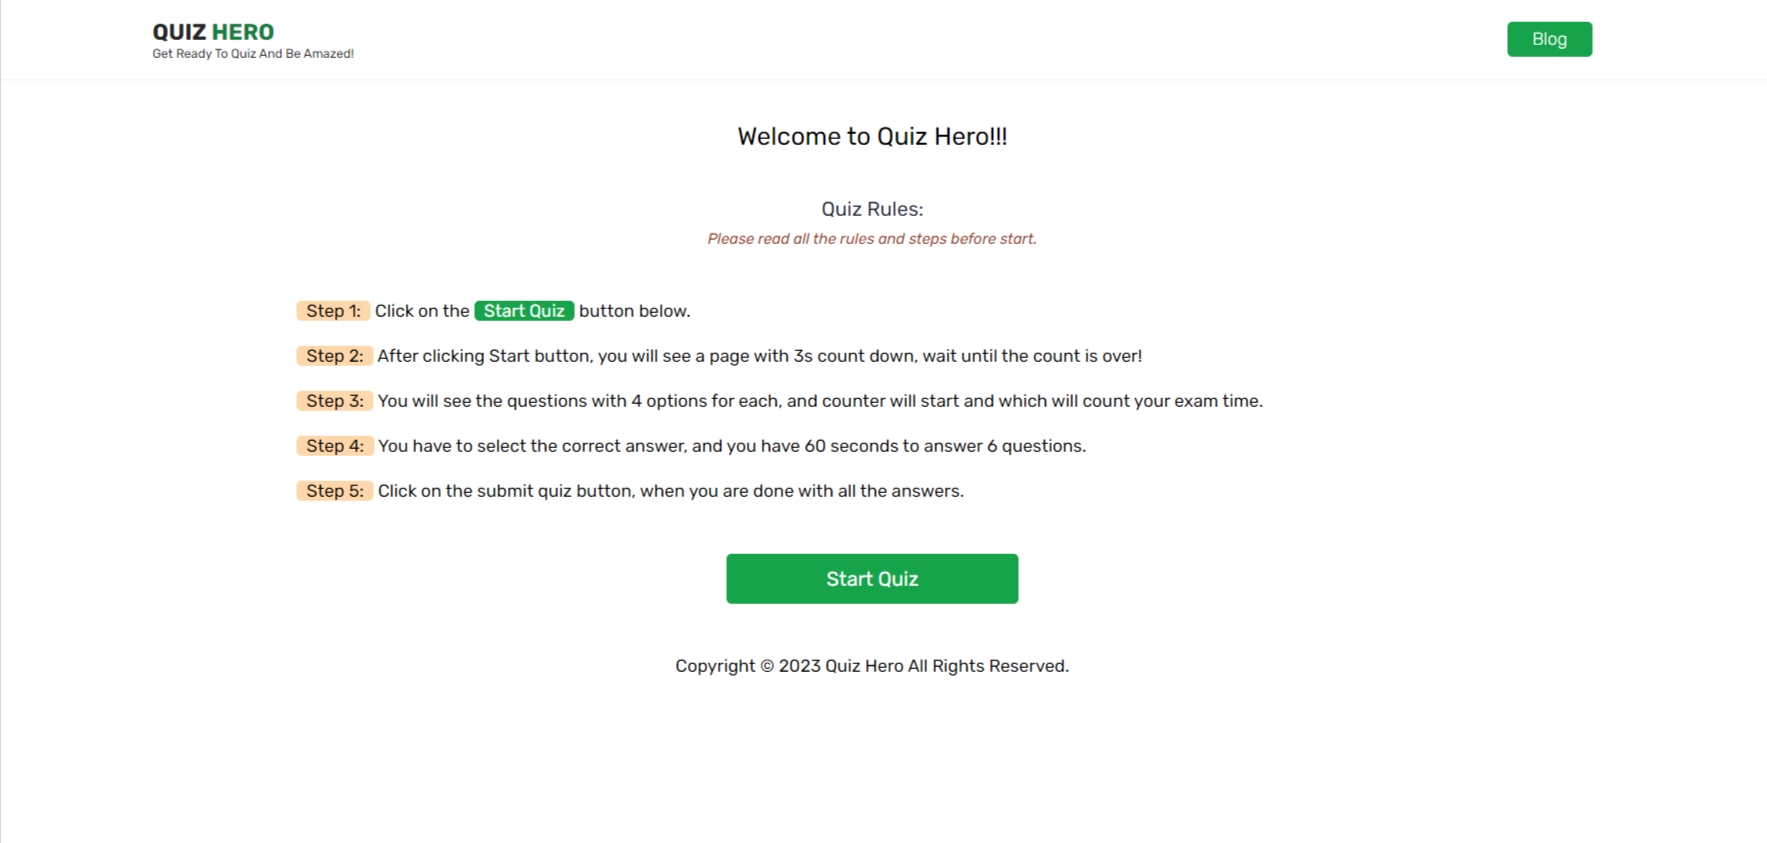 QUIZ HERO
Get Ready To Quiz And Be Amazed!
Blog
Welcome to Quiz Hero!!!
Quiz Rules:
Please read all the rules and steps before start.
Step 1: Click on the Start Quiz button below.
Step 2: After clicking Start button, you will see a page with 3s count down, wait until the count is over!
Step 3: You will see the questions with 4 options for each, and counter will start and which will count your exam time.
Step 4: You have to select the correct answer, and you have 60 seconds to answer 6 questions.
Step 5: Click on the submit quiz button, when you are done with all the answers.
Start Quiz
Copyright © 2023 Quiz Hero All Rights Reserved.